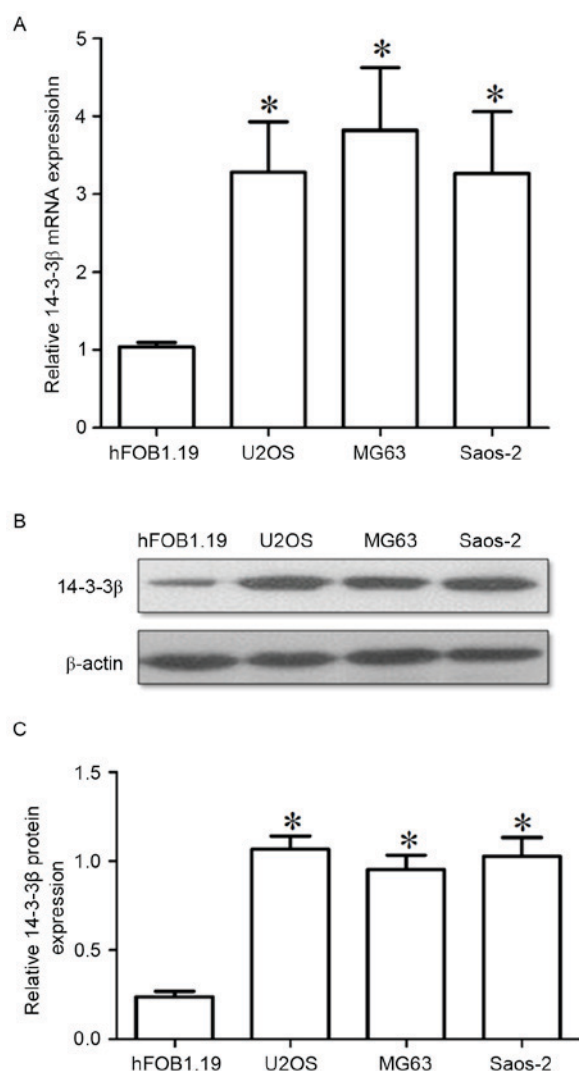 A
Relative 14-3-3β mRNA expressiohn
5
4
3
2
1
0
*
*
*
hFOB1.19 U2OS MG63 Saos-2
B
hFOB1.19 U2OS MG63 Saos-2
14-3-3β
β-actin
C
Relative 14-3-3β protein
expression
1.5
1.0
0.5
0.0
*
*
*
hFOB1.19 U2OS MG63 Saos-2